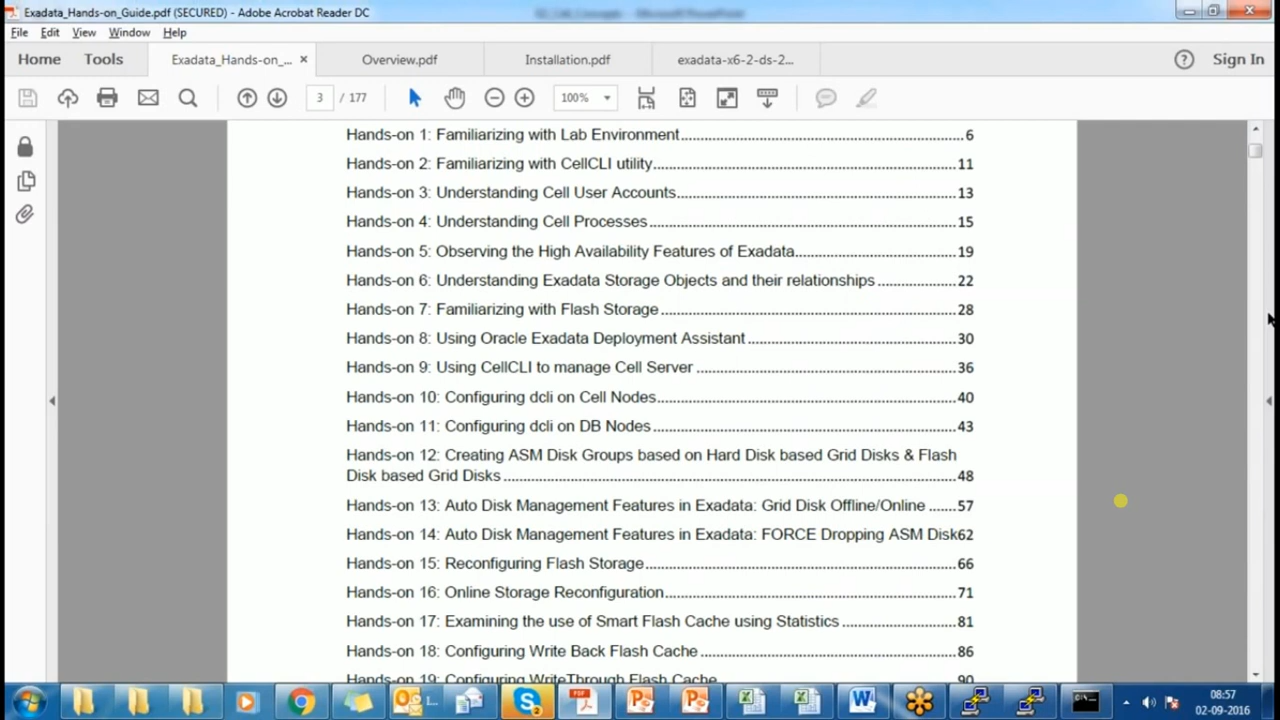 Exadata_Hands-on_Guide.pdf (SECURED) - Adobe Acrobat Reader DC
File Edit View Window Help
Home Tools Exadata_Hands-on_... × Overview.pdf Installation.pdf exadata-x6-2-ds-2... ? Sign In
3 / 177 100%
Hands-on 1: Familiarizing with Lab Environment 6
Hands-on 2: Familiarizing with CellCLI utility 11
Hands-on 3: Understanding Cell User Accounts 13
Hands-on 4: Understanding Cell Processes 15
Hands-on 5: Observing the High Availability Features of Exadata 19
Hands-on 6: Understanding Exadata Storage Objects and their relationships 22
Hands-on 7: Familiarizing with Flash Storage 28
Hands-on 8: Using Oracle Exadata Deployment Assistant 30
Hands-on 9: Using CellCLI to manage Cell Server 36
Hands-on 10: Configuring dcli on Cell Nodes 40
Hands-on 11: Configuring dcli on DB Nodes 43
Hands-on 12: Creating ASM Disk Groups based on Hard Disk based Grid Disks & Flash
Disk based Grid Disks 48
Hands-on 13: Auto Disk Management Features in Exadata: Grid Disk Offline/Online 57
Hands-on 14: Auto Disk Management Features in Exadata: FORCE Dropping ASM Disk62
Hands-on 15: Reconfiguring Flash Storage 66
Hands-on 16: Online Storage Reconfiguration 71
Hands-on 17: Examining the use of Smart Flash Cache using Statistics 81
Hands-on 18: Configuring Write Back Flash Cache 86
Hands-on 19: Configuring WriteThrough Flash Cache 90
08:57
02-09-2016